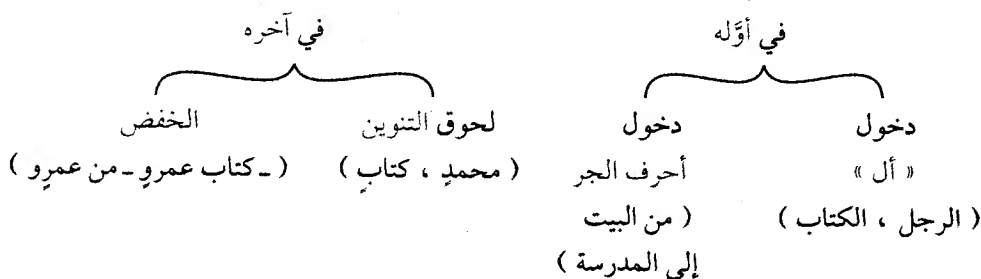 في أوَّله
في آخره
دخول
« أل »
( الرجل ، الكتاب )
دخول
أحرف الجر
( من البيت
إلى المدرسة )
لحوق التنوين
( محمدٍ ، كتابٍ )
الخفض
( ـ كتاب عمروٍ ـ من عمرٍو )